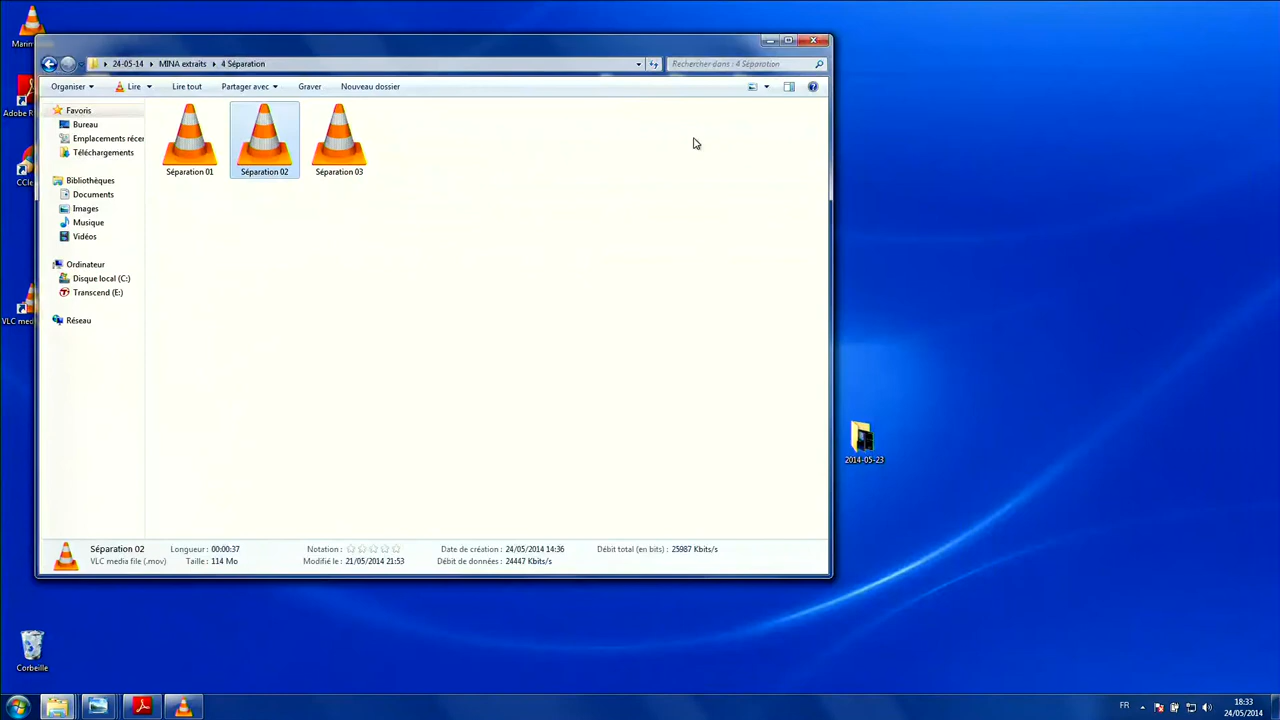 Adobe R
VLC med
24-05-14 MINA extraits 4 Séparation
Rechercher dans : 4 Séparation
Organiser Lire Lire tout Partager avec Graver Nouveau dossier
Favoris
Bureau
Emplacements récer
Téléchargements
Bibliothèques
Documents
Images
Musique
Vidéos
Ordinateur
Disque local (C:)
Transcend (E:)
Réseau
Séparation 01 Séparation 02 Séparation 03
2014-05-23
Séparation 02 Longueur : 00:00:37 Notation : Date de création : 24/05/2014 14:36 Débit total (en bits) : 25987 Kbits/s
VLC media file (.mov) Taille : 114 Mo Modifié le : 21/05/2014 21:53 Débit de données : 24447 Kbits/s
Corbeille
FR
18:33
24/05/2014